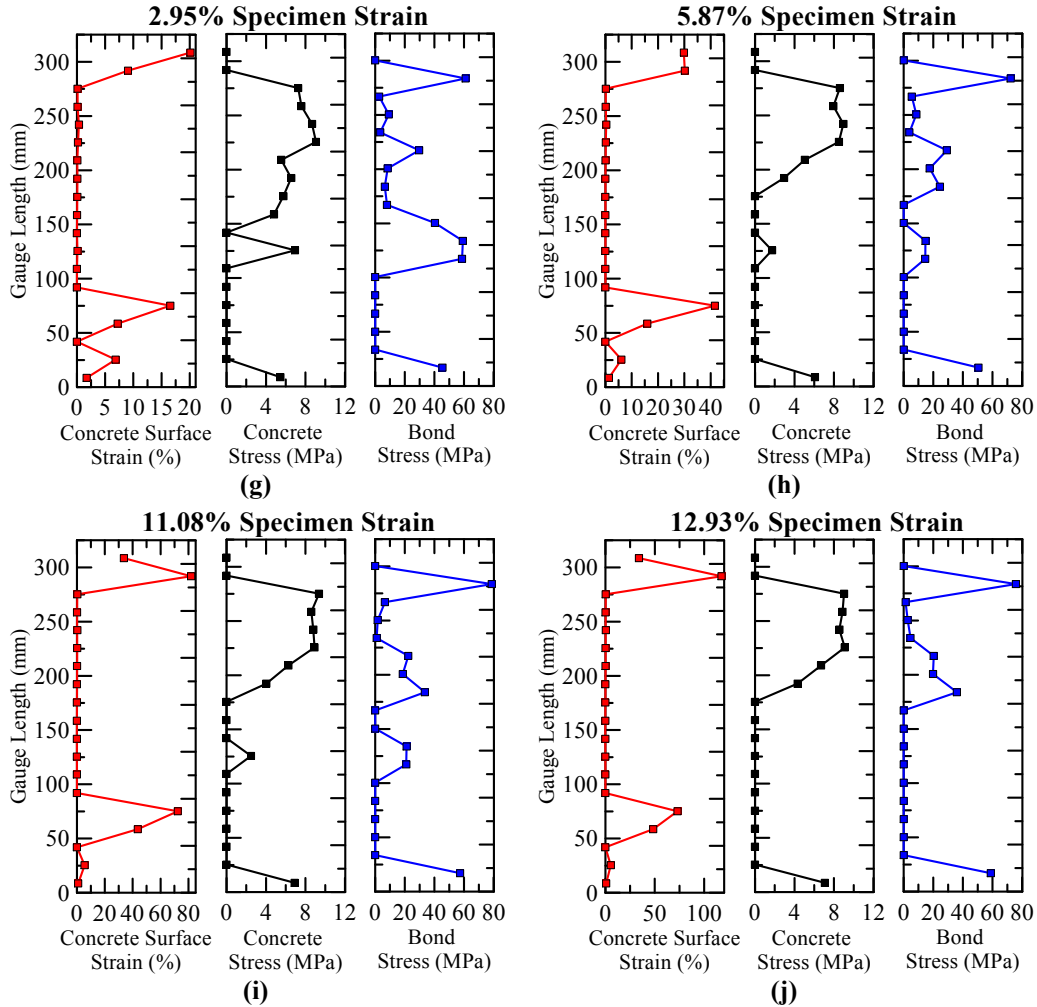 2.95% Specimen Strain
Gauge Length (mm)
300
250
200
150
100
50
0
0 5 10 15 20
Concrete Surface
Strain (%)
0 4 8 12
Concrete
Stress (MPa)
0 20 40 60 80
Bond
Stress (MPa)
(g)
5.87% Specimen Strain
Gauge Length (mm)
300
250
200
150
100
50
0
0 10 20 30 40
Concrete Surface
Strain (%)
0 4 8 12
Concrete
Stress (MPa)
0 20 40 60 80
Bond
Stress (MPa)
(h)
11.08% Specimen Strain
Gauge Length (mm)
300
250
200
150
100
50
0
0 20 40 60 80
Concrete Surface
Strain (%)
0 4 8 12
Concrete
Stress (MPa)
0 20 40 60 80
Bond
Stress (MPa)
(i)
12.93% Specimen Strain
Gauge Length (mm)
300
250
200
150
100
50
0
0 50 100
Concrete Surface
Strain (%)
0 4 8 12
Concrete
Stress (MPa)
0 20 40 60 80
Bond
Stress (MPa)
(j)